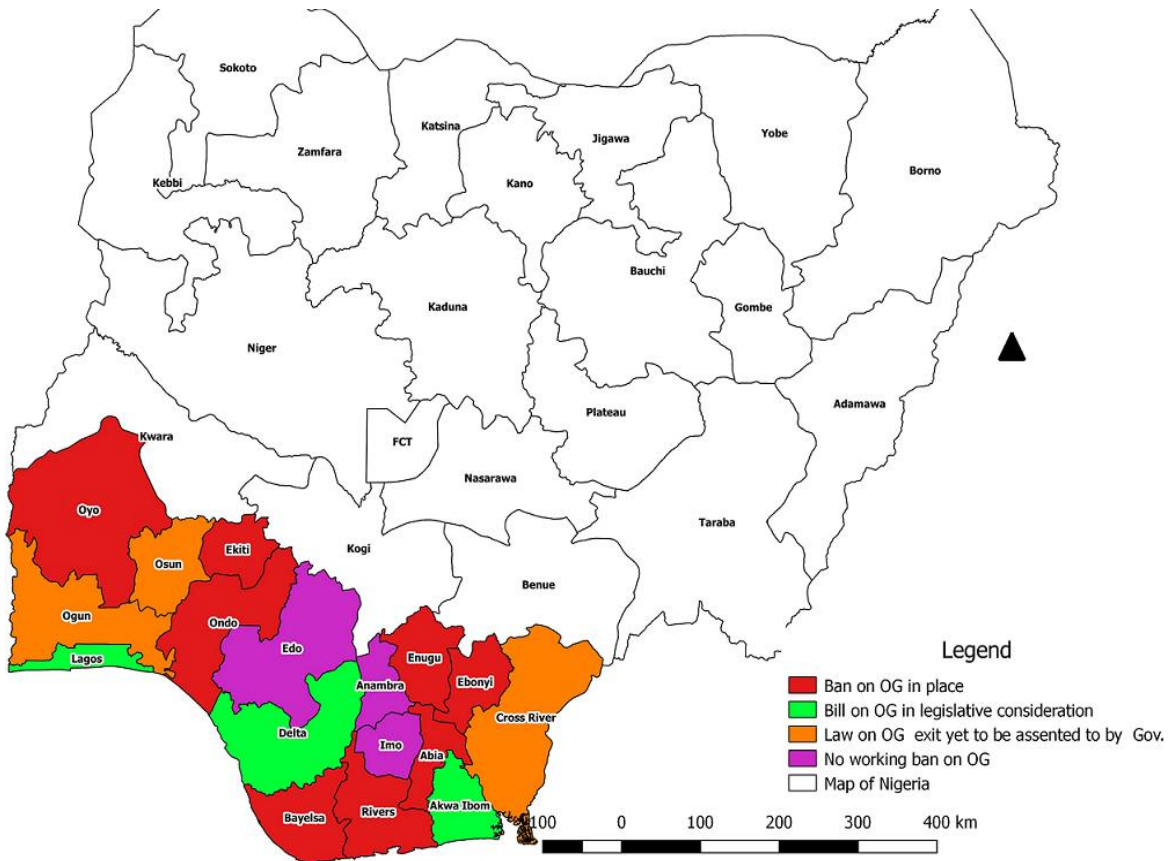 Sokoto
Katsina
Jigawa
Yobe
Zamfara
Kano
Borno
Kebbi
Bauchi
Kaduna
Gombe
Niger
Adamawa
Plateau
Kwara
FCT
Nasarawa
Oyo
Taraba
Kogi
Ekiti
Osun
Benue
Ogun
Ondo
Edo
Lagos
Enugu
Ebonyi
Anambra
Cross River
Delta
Imo
Abia
Akwa Ibom
Rivers
Bayelsa
Legend
Ban on OG in place
Bill on OG in legislative consideration
Law on OG exit yet to be assented to by Gov.
No working ban on OG
Map of Nigeria
100 0 100 200 300 400 km